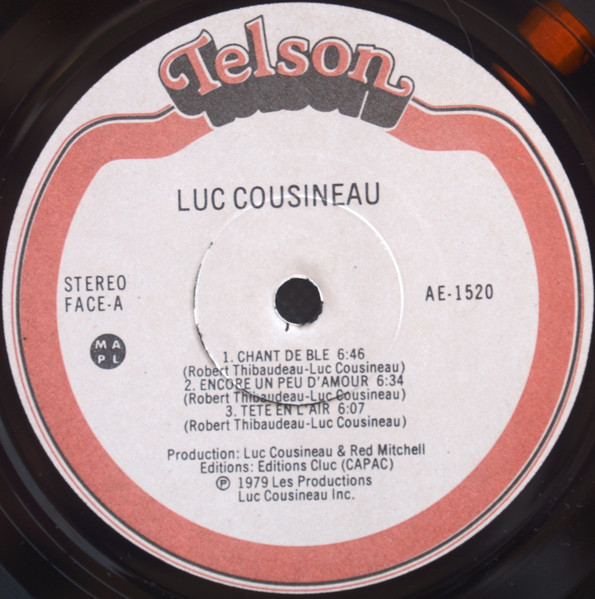 Telson
LUC COUSINEAU
STEREO
FACE-A
AE-1520
MA
PL
1. CHANT DE BLE 6:46
(Robert Thibaudeau-Luc Cousineau)
2. ENCORE UN PEU D'AMOUR 6:34
(Robert Thibaudeau-Luc Cousineau)
3. TETE EN L'AIR 6:07
(Robert Thibaudeau-Luc Cousineau)
Production: Luc Cousineau & Red Mitchell
Editions: Editions Cluc (CAPAC)
℗ 1979 Les Productions
Luc Cousineau Inc.